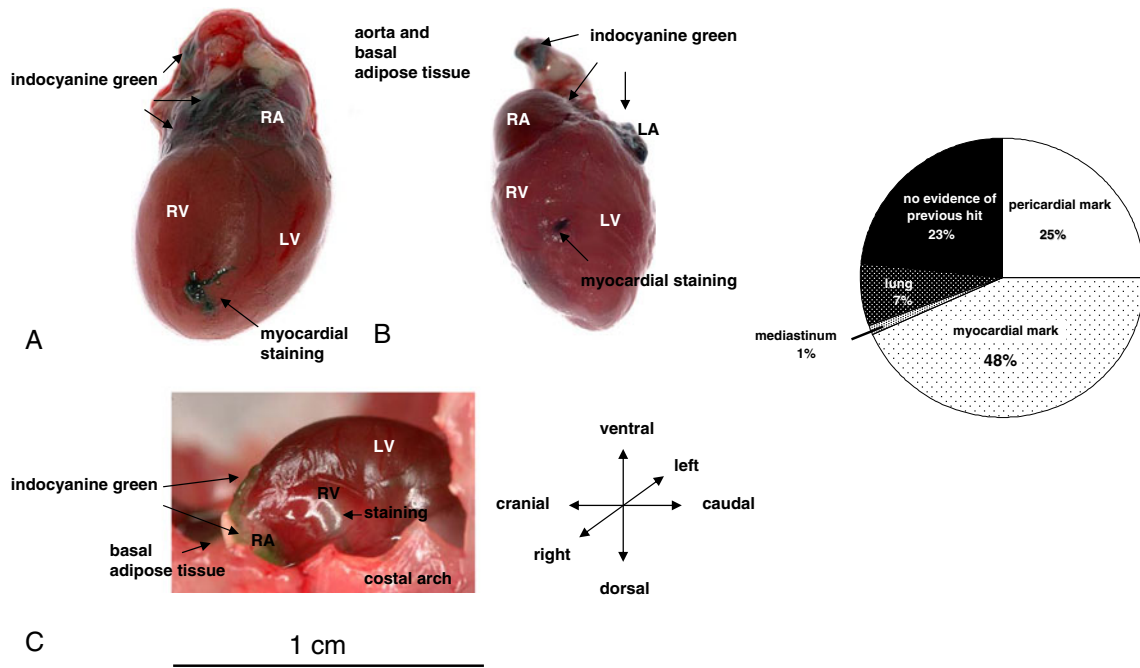 indocyanine green
RA
RV
LV
myocardial
staining
A
aorta and
basal
adipose tissue
indocyanine green
RA
LA
RV
LV
myocardial staining
B
no evidence of
previous hit
23%
pericardial mark
25%
lung
7%
mediastinum
1%
myocardial mark
48%
indocyanine green
LV
RV
staining
RA
basal
adipose tissue
costal arch
C
1 cm
ventral
left
cranial
caudal
right
dorsal